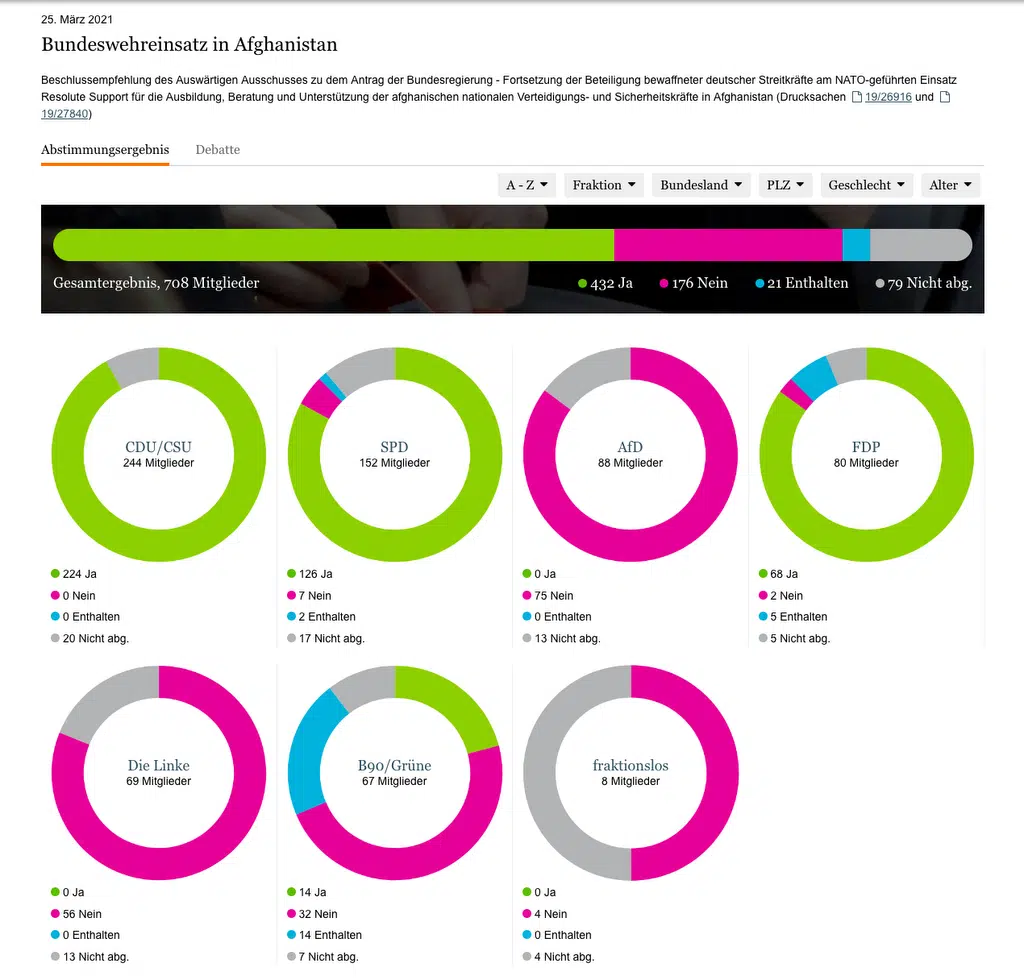 25. März 2021
Bundeswehreinsatz in Afghanistan
Beschlussempfehlung des Auswärtigen Ausschusses zu dem Antrag der Bundesregierung - Fortsetzung der Beteiligung bewaffneter deutscher Streitkräfte am NATO-geführten Einsatz
Resolute Support für die Ausbildung, Beratung und Unterstützung der afghanischen nationalen Verteidigungs- und Sicherheitskräfte in Afghanistan (Drucksachen 19/26916 und
19/27840)
Abstimmungsergebnis Debatte
A - Z Fraktion Bundesland PLZ Geschlecht Alter
Gesamtergebnis, 708 Mitglieder 432 Ja 176 Nein 21 Enthalten 79 Nicht abg.
CDU/CSU
244 Mitglieder
224 Ja
0 Nein
0 Enthalten
20 Nicht abg.
SPD
152 Mitglieder
126 Ja
7 Nein
2 Enthalten
17 Nicht abg.
AfD
88 Mitglieder
0 Ja
75 Nein
0 Enthalten
13 Nicht abg.
FDP
80 Mitglieder
68 Ja
2 Nein
5 Enthalten
5 Nicht abg.
Die Linke
69 Mitglieder
0 Ja
56 Nein
0 Enthalten
13 Nicht abg.
B90/Grüne
67 Mitglieder
14 Ja
32 Nein
14 Enthalten
7 Nicht abg.
fraktionslos
8 Mitglieder
0 Ja
4 Nein
0 Enthalten
4 Nicht abg.